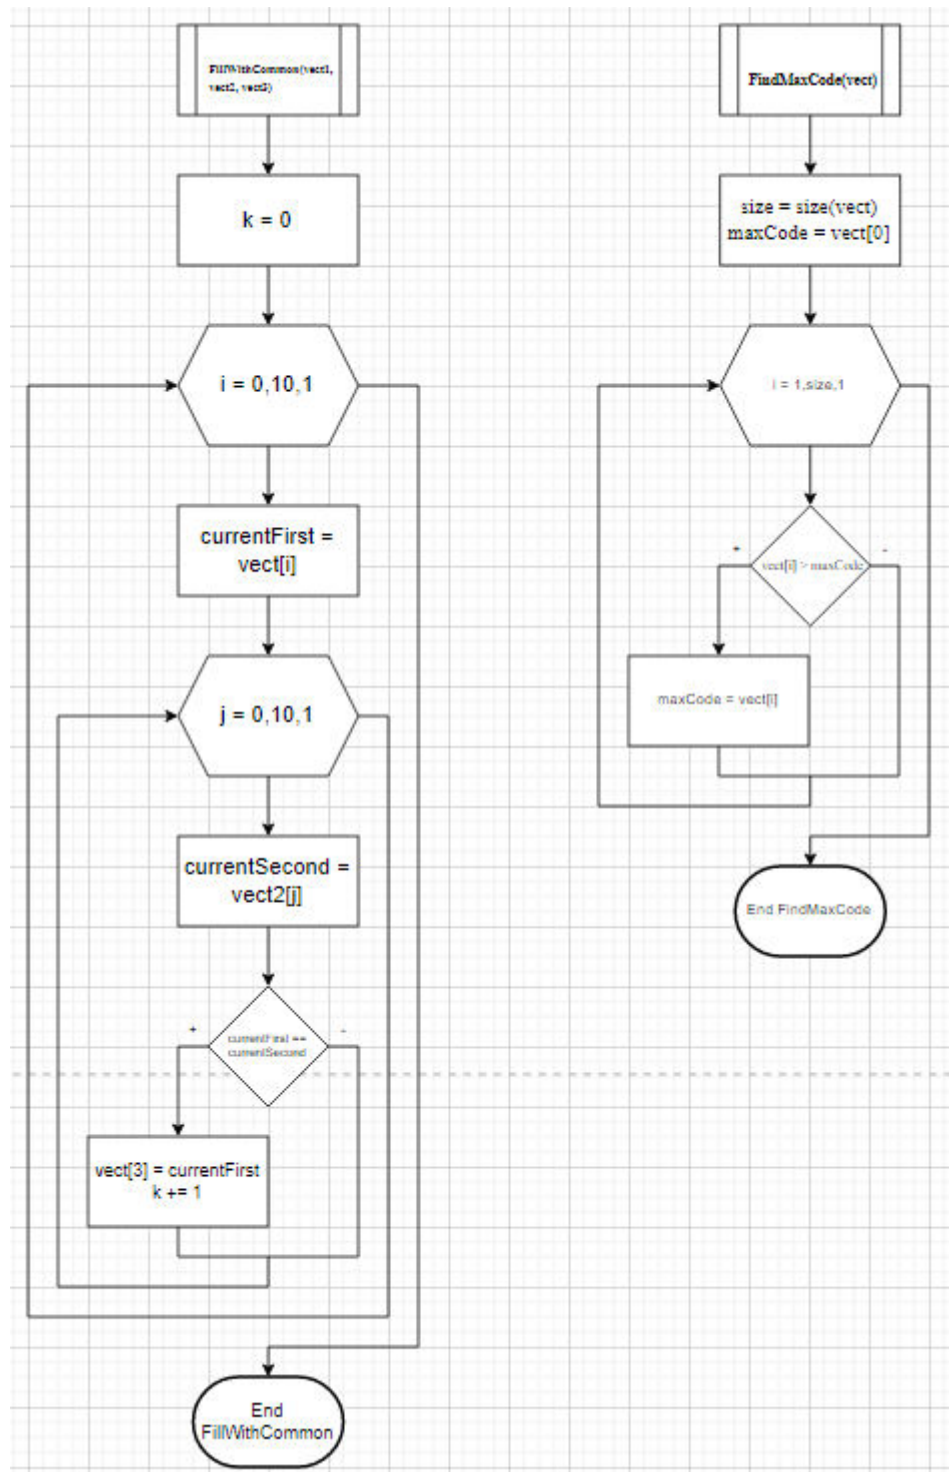 FillWithCommon(vect1,
vect2, vect3)
k = 0
i = 0,10,1
currentFirst =
vect[i]
j = 0,10,1
currentSecond =
vect2[j]
+
-
currentFirst ==
currentSecond
vect[3] = currentFirst
k += 1
End
FillWithCommon
FindMaxCode(vect)
size = size(vect)
maxCode = vect[0]
i = 1,size,1
+
-
vect[i] > maxCode
maxCode = vect[i]
End FindMaxCode